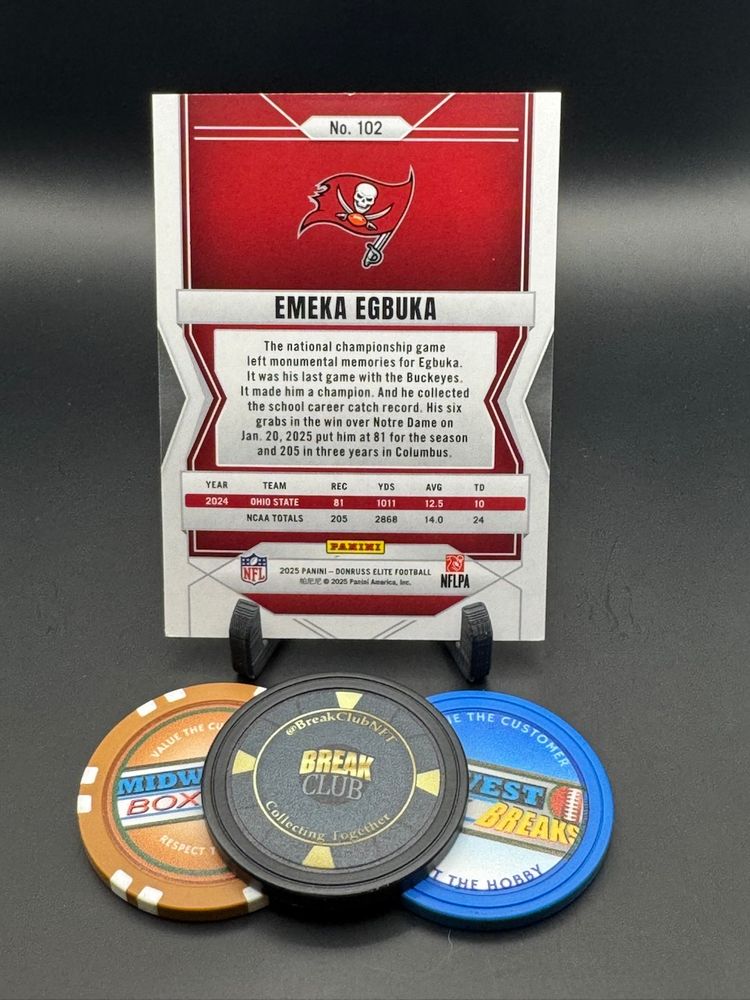 No. 102
EMEKA EGBUKA
The national championship game
left monumental memories for Egbuka.
It was his last game with the Buckeyes.
It made him a champion. And he collected
the school career catch record. His six
grabs in the win over Notre Dame on
Jan. 20, 2025 put him at 81 for the season
and 205 in three years in Columbus.
YEAR TEAM REC YDS AVG TD
2024 OHIO STATE 81 1011 12.5 10
NCAA TOTALS 205 2868 14.0 24
PANINI
NFL
2025 PANINI – DONRUSS ELITE FOOTBALL
帕尼尼 © 2025 Panini America, Inc.
NFLPA
VALUE THE CU
MIDW
BOX
RESPECT T
@BreakClubNFT
BREAK
CLUB
Collecting Together
E THE CUSTOMER
WEST
BREAKS
T THE HOBBY